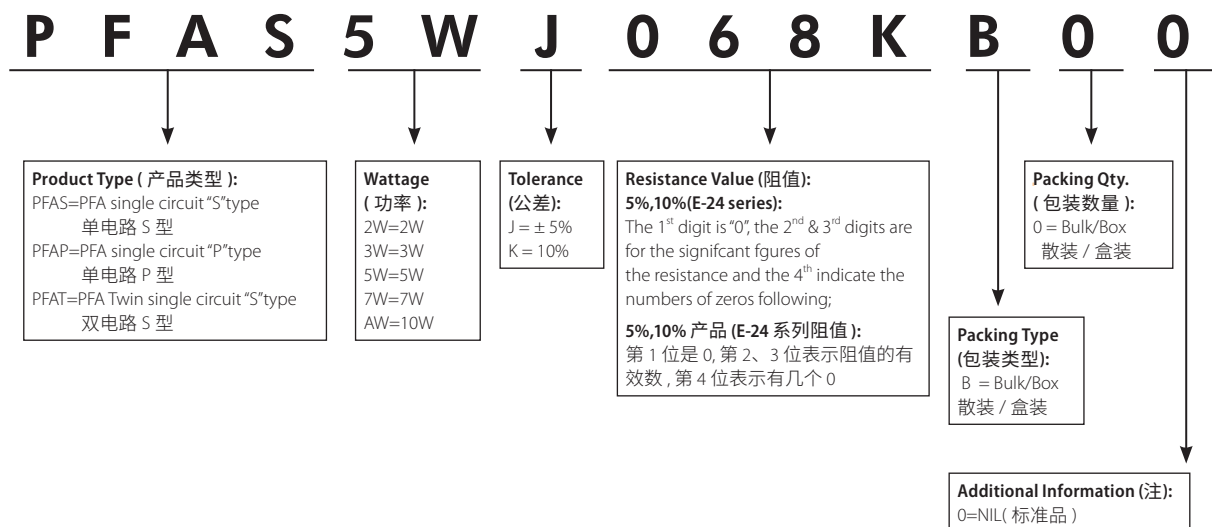 P F A S 5 W J 0 6 8 K B 0 0
Product Type ( 产品类型 ):
PFAS=PFA single circuit “S”type
单电路 S 型
PFAP=PFA single circuit “P”type
单电路 P 型
PFAT=PFA Twin single circuit “S”type
双电路 S 型
Wattage
( 功率 ):
2W=2W
3W=3W
5W=5W
7W=7W
AW=10W
Tolerance
(公差):
J = ± 5%
K = 10%
Resistance Value (阻值):
5%,10%(E-24 series):
The 1st digit is “0”, the 2nd & 3rd digits are
for the signifcant fgures of
the resistance and the 4th indicate the
numbers of zeros following;
5%,10% 产品 (E-24 系列阻值 ):
第 1 位是 0, 第 2、3 位表示阻值的有
效数 , 第 4 位表示有几个 0
Packing Qty.
( 包装数量 ):
0 = Bulk/Box
散装 / 盒装
Packing Type
(包装类型):
B = Bulk/Box
散装 / 盒装
Additional Information (注):
0=NIL( 标准品 )